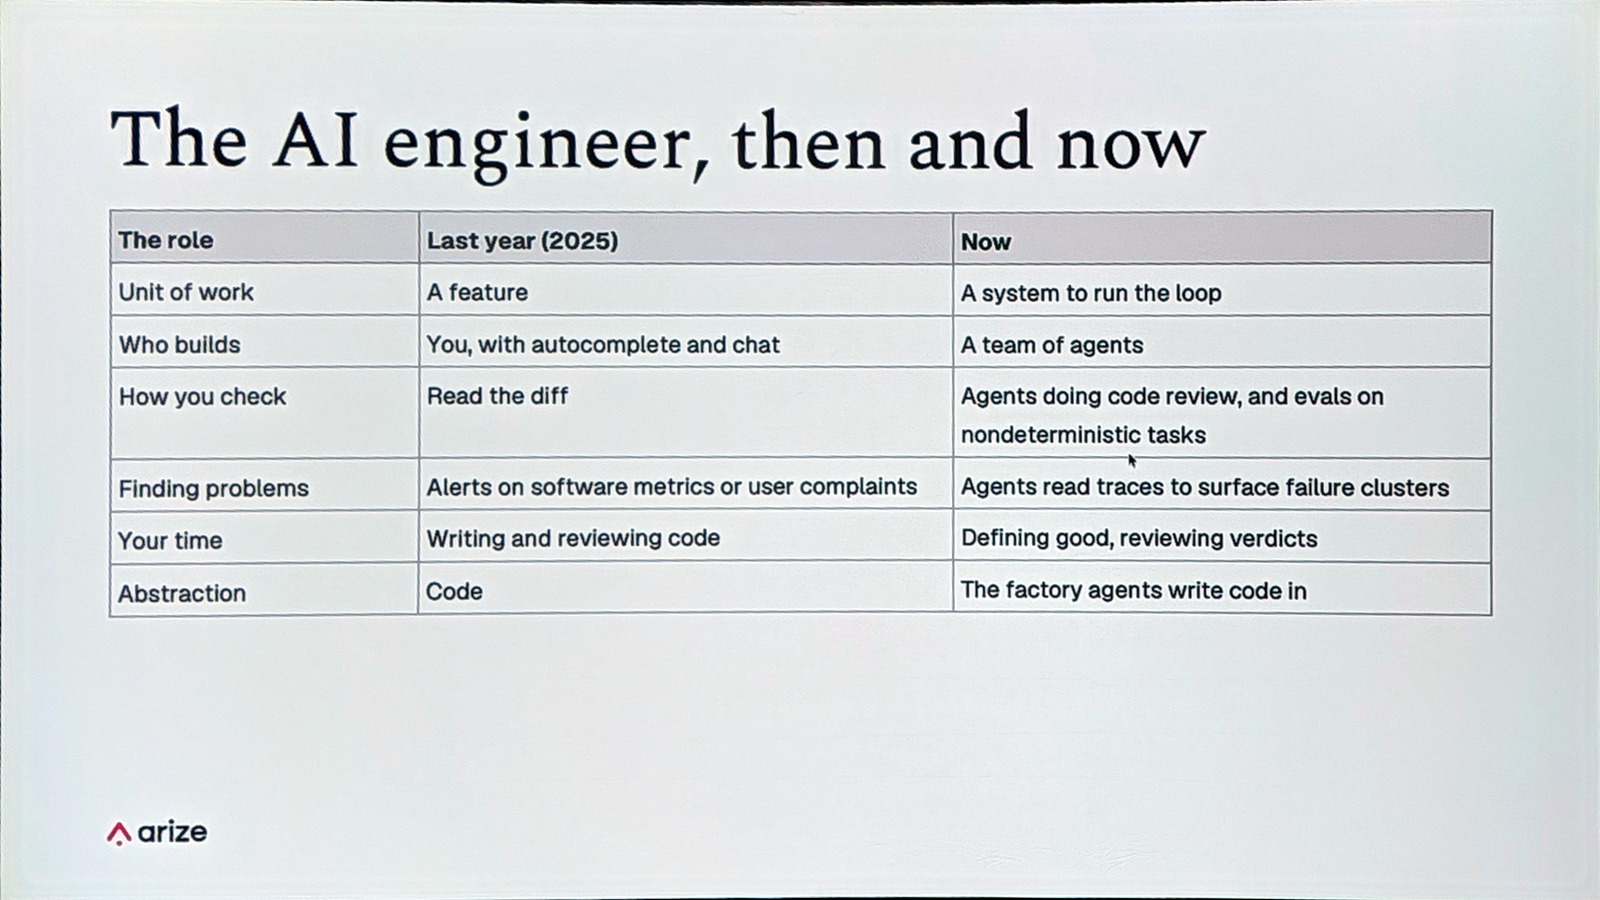 The AI engineer, then and now
The role Last year (2025) Now
Unit of work A feature A system to run the loop
Who builds You, with autocomplete and chat A team of agents
How you check Read the diff Agents doing code review, and evals on
nondeterministic tasks
Finding problems Alerts on software metrics or user complaints Agents read traces to surface failure clusters
Your time Writing and reviewing code Defining good, reviewing verdicts
Abstraction Code The factory agents write code in
arize